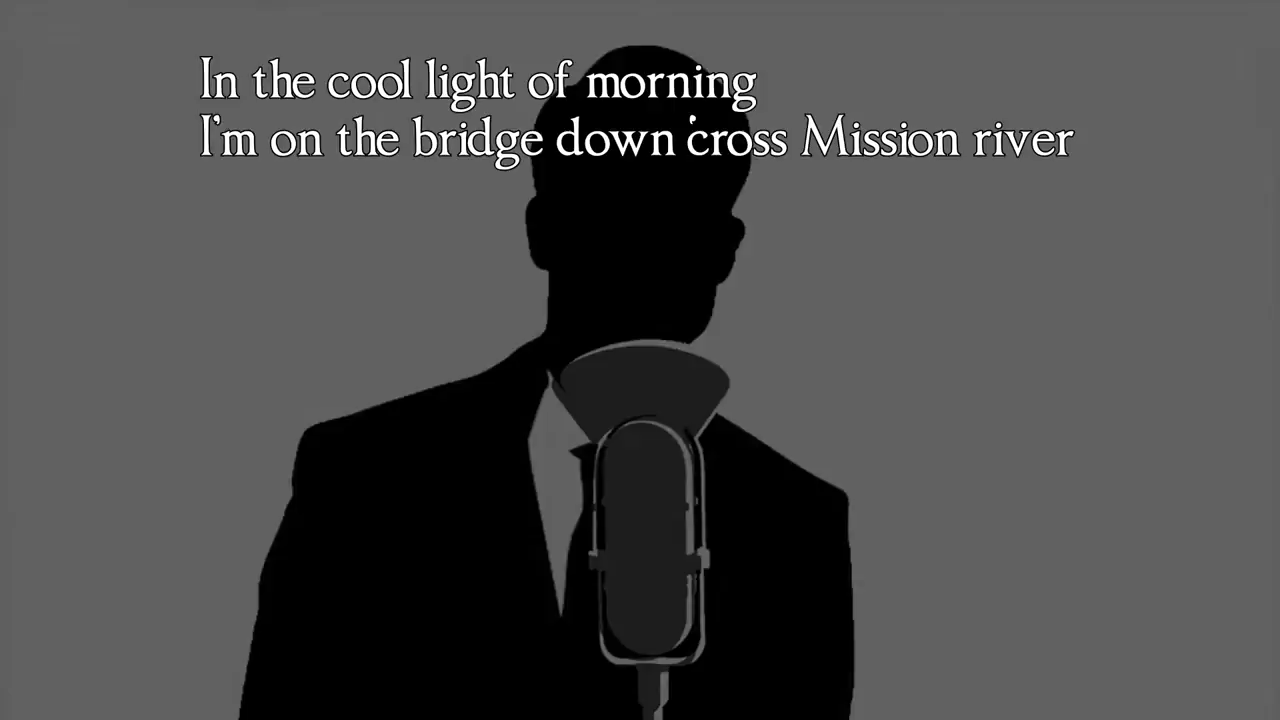 In the cool light of morning
I'm on the bridge down 'cross Mission river